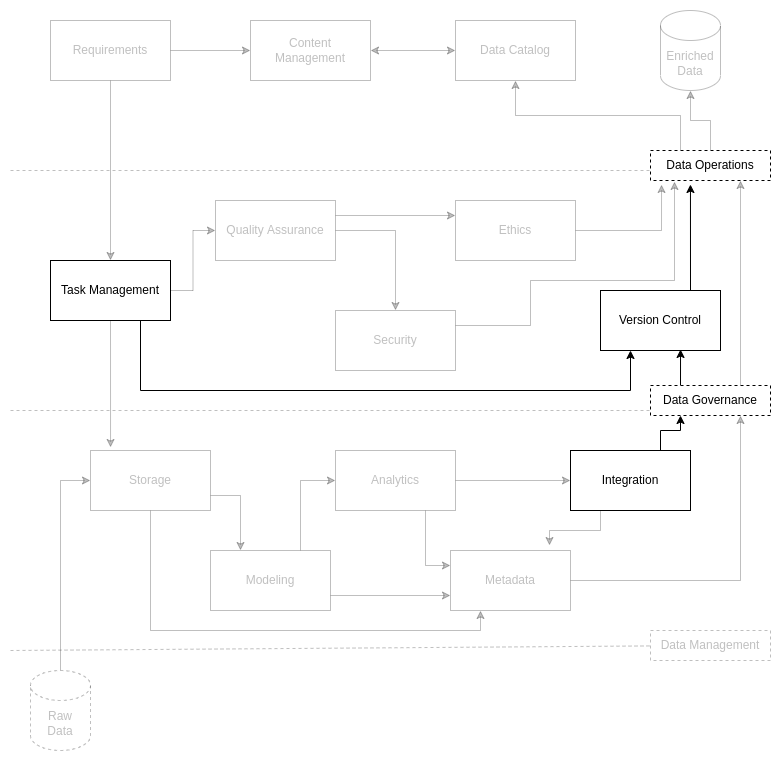 Requirements
Content
Management
Data Catalog
Enriched
Data
Data Operations
Quality Assurance
Ethics
Task Management
Version Control
Security
Data Governance
Storage
Analytics
Integration
Modeling
Metadata
Data Management
Raw
Data